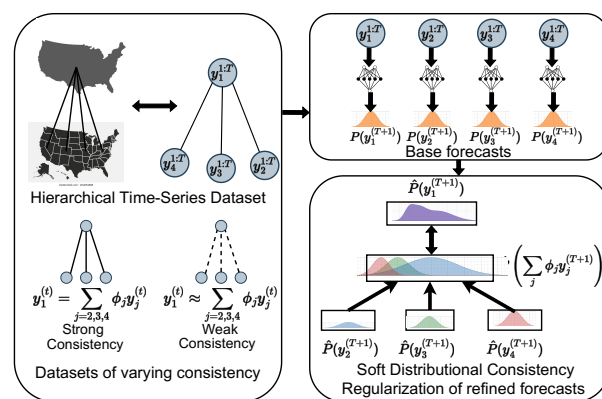 y_1^{1:T}
y_4^{1:T} y_3^{1:T} y_2^{1:T}
Hierarchical Time-Series Dataset
y_1^{(t)} = \sum_{j=2,3,4} \phi_j y_j^{(t)}
Strong
Consistency
y_1^{(t)} ≈ \sum_{j=2,3,4} \phi_j y_j^{(t)}
Weak
Consistency
Datasets of varying consistency
y_1^{1:T} y_2^{1:T} y_3^{1:T} y_4^{1:T}
P(y_1^{(T+1)}) P(y_2^{(T+1)}) P(y_3^{(T+1)}) P(y_4^{(T+1)})
Base forecasts
\hat{P}(y_1^{(T+1)})
(\sum_j \phi_j y_j^{(T+1)})
\hat{P}(y_2^{(T+1)}) \hat{P}(y_3^{(T+1)}) \hat{P}(y_4^{(T+1)})
Soft Distributional Consistency
Regularization of refined forecasts